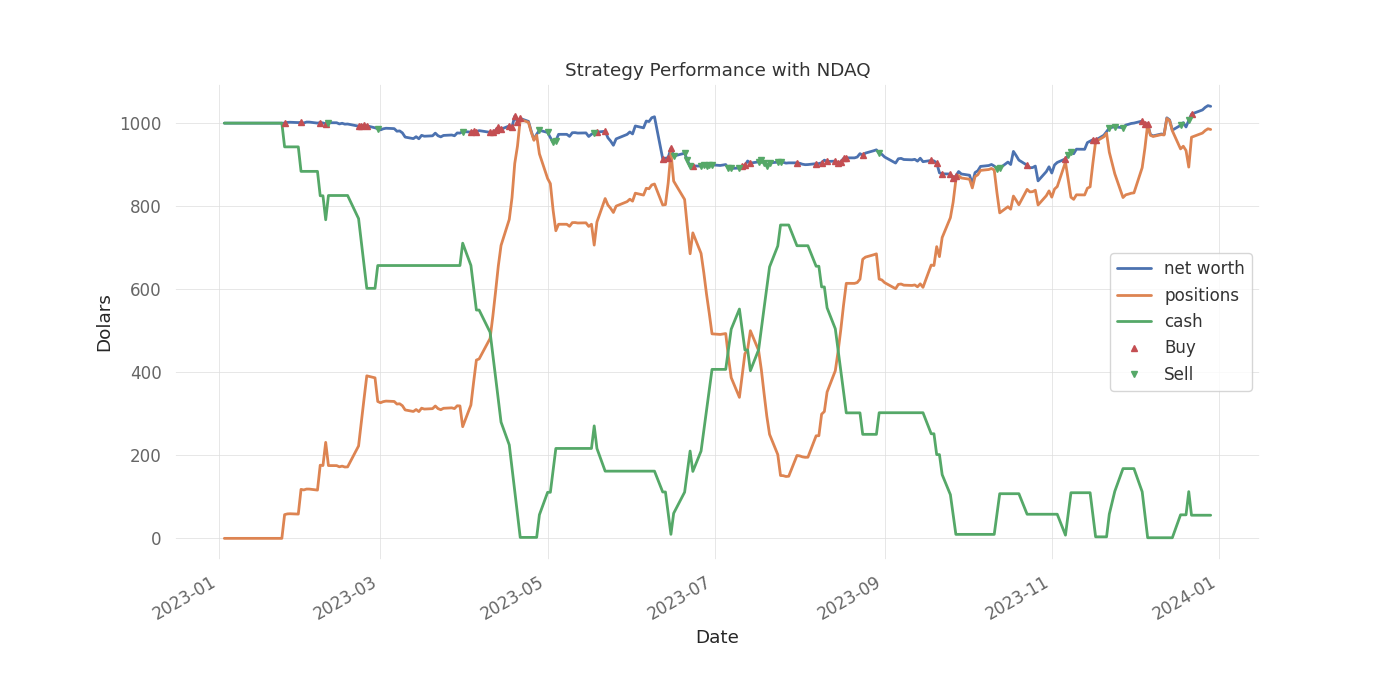 Strategy Performance with NDAQ
1000
800
600
400
200
0
Dolars
net worth
positions
cash
Buy
Sell
2023-01
2023-03
2023-05
2023-07
2023-09
2023-11
2024-01
Date